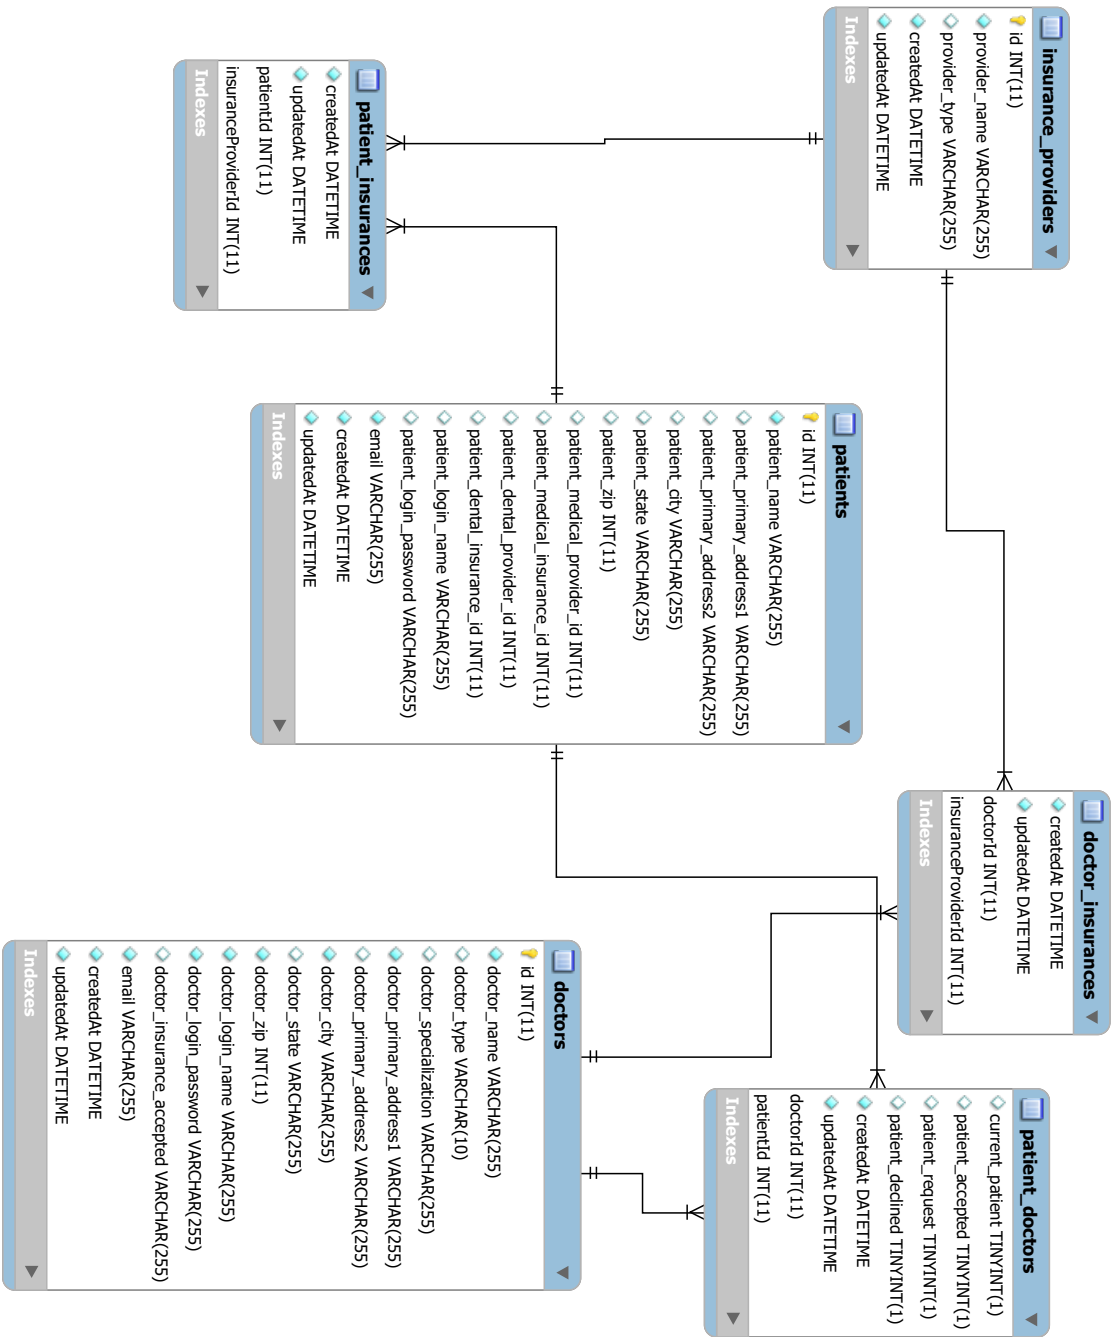 insurance_providers
id INT(11)
provider_name VARCHAR(255)
provider_type VARCHAR(255)
createdAt DATETIME
updatedAt DATETIME
Indexes
patient_insurances
createdAt DATETIME
updatedAt DATETIME
patientId INT(11)
insuranceProviderId INT(11)
Indexes
patients
id INT(11)
patient_name VARCHAR(255)
patient_primary_address1 VARCHAR(255)
patient_primary_address2 VARCHAR(255)
patient_city VARCHAR(255)
patient_state VARCHAR(255)
patient_zip INT(11)
patient_medical_provider_id INT(11)
patient_medical_insurance_id INT(11)
patient_dental_provider_id INT(11)
patient_dental_insurance_id INT(11)
patient_login_name VARCHAR(255)
patient_login_password VARCHAR(255)
email VARCHAR(255)
createdAt DATETIME
updatedAt DATETIME
Indexes
doctor_insurances
createdAt DATETIME
updatedAt DATETIME
doctorId INT(11)
insuranceProviderId INT(11)
Indexes
doctors
id INT(11)
doctor_name VARCHAR(255)
doctor_type VARCHAR(10)
doctor_specialization VARCHAR(255)
doctor_primary_address1 VARCHAR(255)
doctor_primary_address2 VARCHAR(255)
doctor_city VARCHAR(255)
doctor_state VARCHAR(255)
doctor_zip INT(11)
doctor_login_name VARCHAR(255)
doctor_login_password VARCHAR(255)
doctor_insurance_accepted VARCHAR(255)
email VARCHAR(255)
createdAt DATETIME
updatedAt DATETIME
Indexes
patient_doctors
current_patient TINYINT(1)
patient_accepted TINYINT(1)
patient_request TINYINT(1)
patient_declined TINYINT(1)
createdAt DATETIME
updatedAt DATETIME
doctorId INT(11)
patientId INT(11)
Indexes